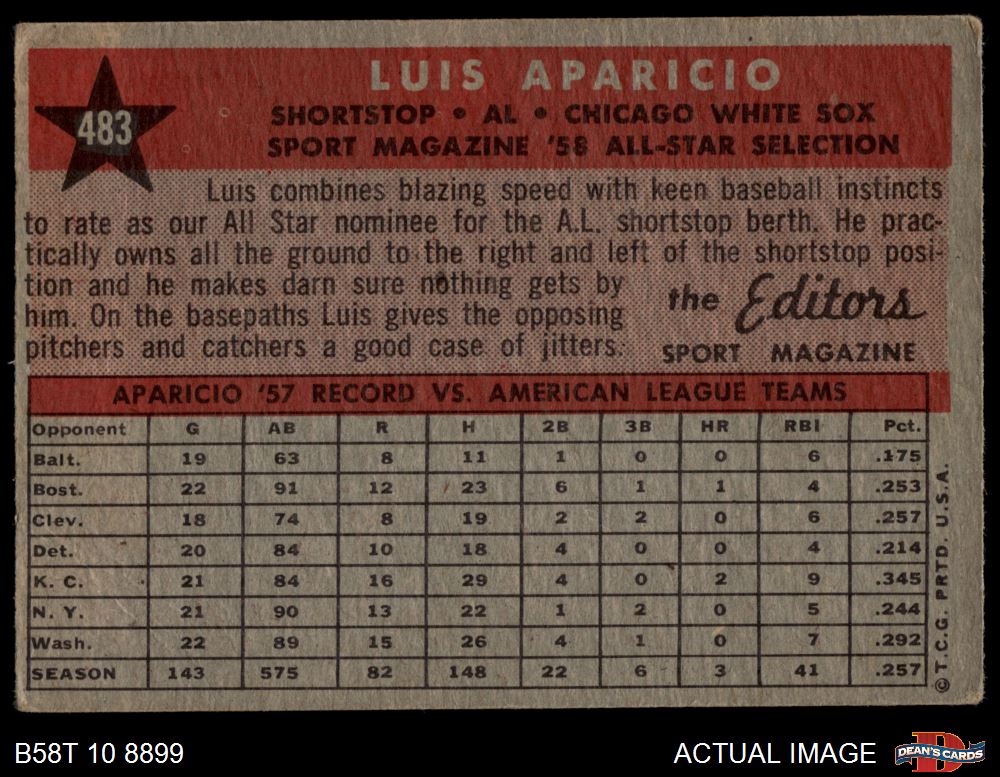 483
LUIS APARICIO
SHORTSTOP • AL • CHICAGO WHITE SOX
SPORT MAGAZINE '58 ALL-STAR SELECTION
Luis combines blazing speed with keen baseball instincts
to rate as our All Star nominee for the A.L. shortstop berth. He prac-
tically owns all the ground to the right and left of the shortstop posi-
tion and he makes darn sure nothing gets by
him. On the basepaths Luis gives the opposing
pitchers and catchers a good case of jitters.
the Editors
SPORT MAGAZINE
APARICIO '57 RECORD VS. AMERICAN LEAGUE TEAMS
Opponent G AB R H 2B 3B HR RBI Pct.
Balt. 19 63 8 11 1 0 0 6 .175
Bost. 22 91 12 23 6 1 1 4 .253
Clev. 18 74 8 19 2 2 0 6 .257
Det. 20 84 10 18 4 0 0 4 .214
K. C. 21 84 16 29 4 0 2 9 .345
N. Y. 21 90 13 22 1 2 0 5 .244
Wash. 22 89 15 26 4 1 0 7 .292
SEASON 143 575 82 148 22 6 3 41 .257
© T.C.G. PRTD. U.S.A.
B58T 10 8899
ACTUAL IMAGE
D DEAN'S CARDS